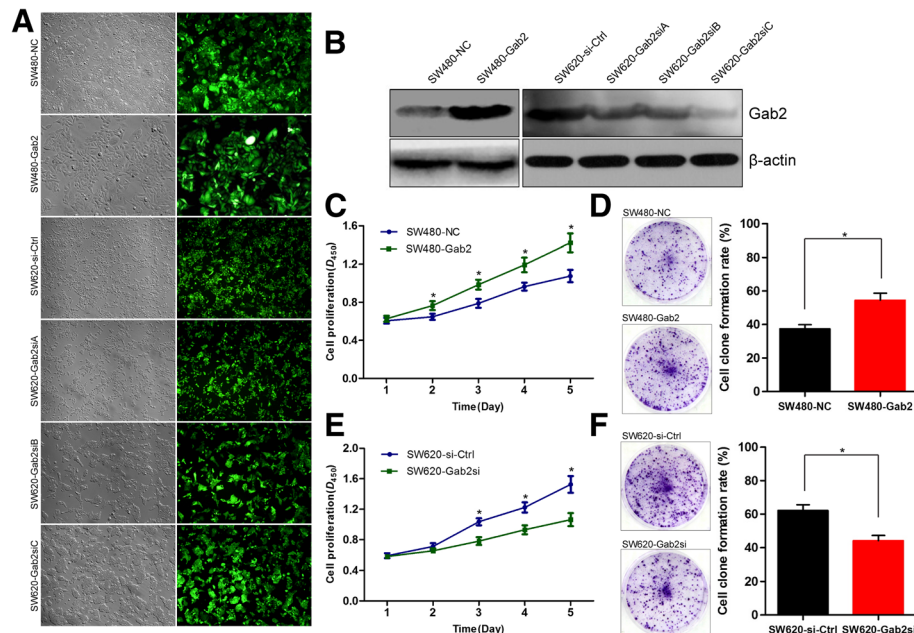 A
SW480-NC
SW480-Gab2
SW620-si-Ctrl
SW620-Gab2siA
SW620-Gab2siB
SW620-Gab2siC
B
SW480-NC
SW480-Gab2
SW620-si-Ctrl
SW620-Gab2siA
SW620-Gab2siB
SW620-Gab2siC
Gab2
β-actin
C
SW480-NC
SW480-Gab2
Cell proliferation(D450)
1.6
1.2
0.8
0.4
0.0
* * * *
1 2 3 4 5
Time(Day)
D
SW480-NC
SW480-Gab2
Cell clone formation rate (%)
100
80
60
40
20
0
*
SW480-NC SW480-Gab2
E
SW620-si-Ctrl
SW620-Gab2si
Cell proliferation(D450)
2.0
1.6
1.2
0.8
0.4
0.0
* * *
1 2 3 4 5
Time(Day)
F
SW620-si-Ctrl
SW620-Gab2si
Cell clone formation rate (%)
100
80
60
40
20
0
*
SW620-si-Ctrl SW620-Gab2si